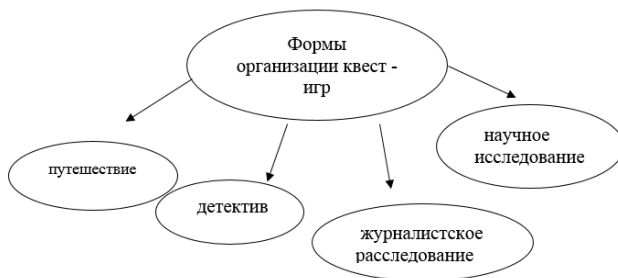 Формы
организации квест -
игр
путешествие
детектив
журналистское
расследование
научное
исследование